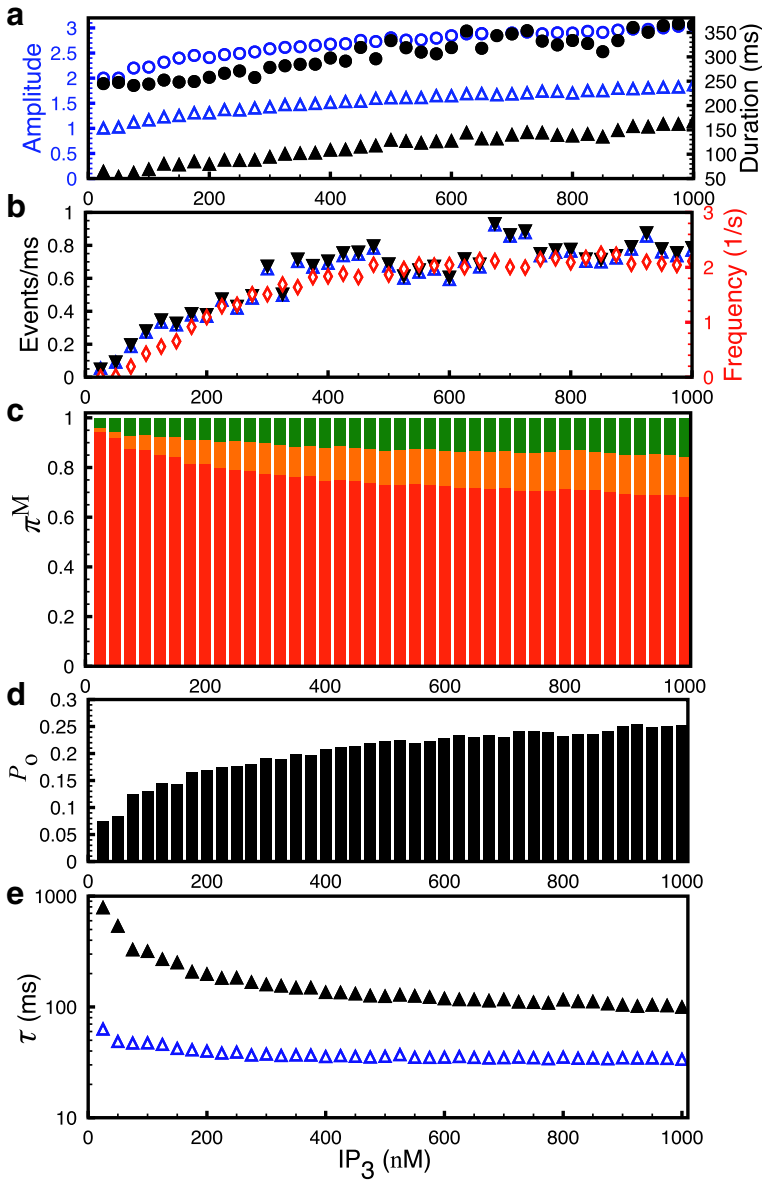 a
Amplitude
3
2.5
2
1.5
1
0.5
0
350
300
250
200
150
100
50
Duration (ms)
0 200 400 600 800 1000
b
Events/ms
1
0.8
0.6
0.4
0.2
0
3
2
1
0
Frequency (1/s)
0 200 400 600 800 1000
c
π^M
1
0.8
0.6
0.4
0.2
0
0 200 400 600 800 1000
d
P_o
0.3
0.25
0.2
0.15
0.1
0.05
0
0 200 400 600 800 1000
e
τ (ms)
1000
100
10
0 200 400 600 800 1000
IP_3 (nM)